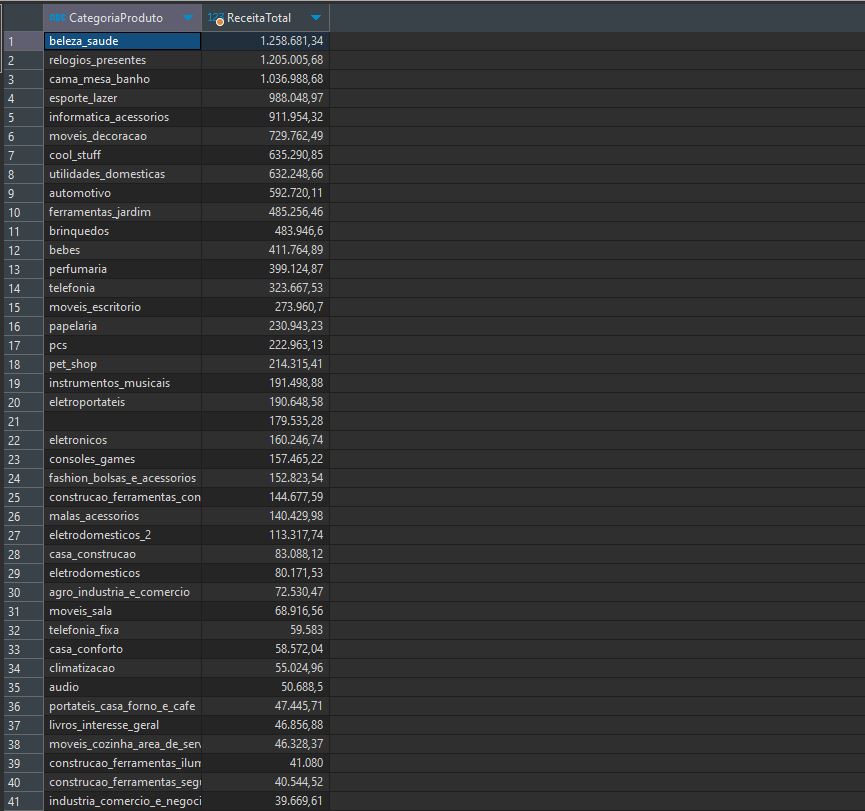 ABC CategoriaProduto 123 ReceitaTotal
1 beleza_saude 1.258.681,34
2 relogios_presentes 1.205.005,68
3 cama_mesa_banho 1.036.988,68
4 esporte_lazer 988.048,97
5 informatica_acessorios 911.954,32
6 moveis_decoracao 729.762,49
7 cool_stuff 635.290,85
8 utilidades_domesticas 632.248,66
9 automotivo 592.720,11
10 ferramentas_jardim 485.256,46
11 brinquedos 483.946,6
12 bebes 411.764,89
13 perfumaria 399.124,87
14 telefonia 323.667,53
15 moveis_escritorio 273.960,7
16 papelaria 230.943,23
17 pcs 222.963,13
18 pet_shop 214.315,41
19 instrumentos_musicais 191.498,88
20 eletroportateis 190.648,58
21 179.535,28
22 eletronicos 160.246,74
23 consoles_games 157.465,22
24 fashion_bolsas_e_acessorios 152.823,54
25 construcao_ferramentas_con 144.677,59
26 malas_acessorios 140.429,98
27 eletrodomesticos_2 113.317,74
28 casa_construcao 83.088,12
29 eletrodomesticos 80.171,53
30 agro_industria_e_comercio 72.530,47
31 moveis_sala 68.916,56
32 telefonia_fixa 59.583
33 casa_conforto 58.572,04
34 climatizacao 55.024,96
35 audio 50.688,5
36 portateis_casa_forno_e_cafe 47.445,71
37 livros_interesse_geral 46.856,88
38 moveis_cozinha_area_de_serv 46.328,37
39 construcao_ferramentas_ilum 41.080
40 construcao_ferramentas_segu 40.544,52
41 industria_comercio_e_negoci 39.669,61